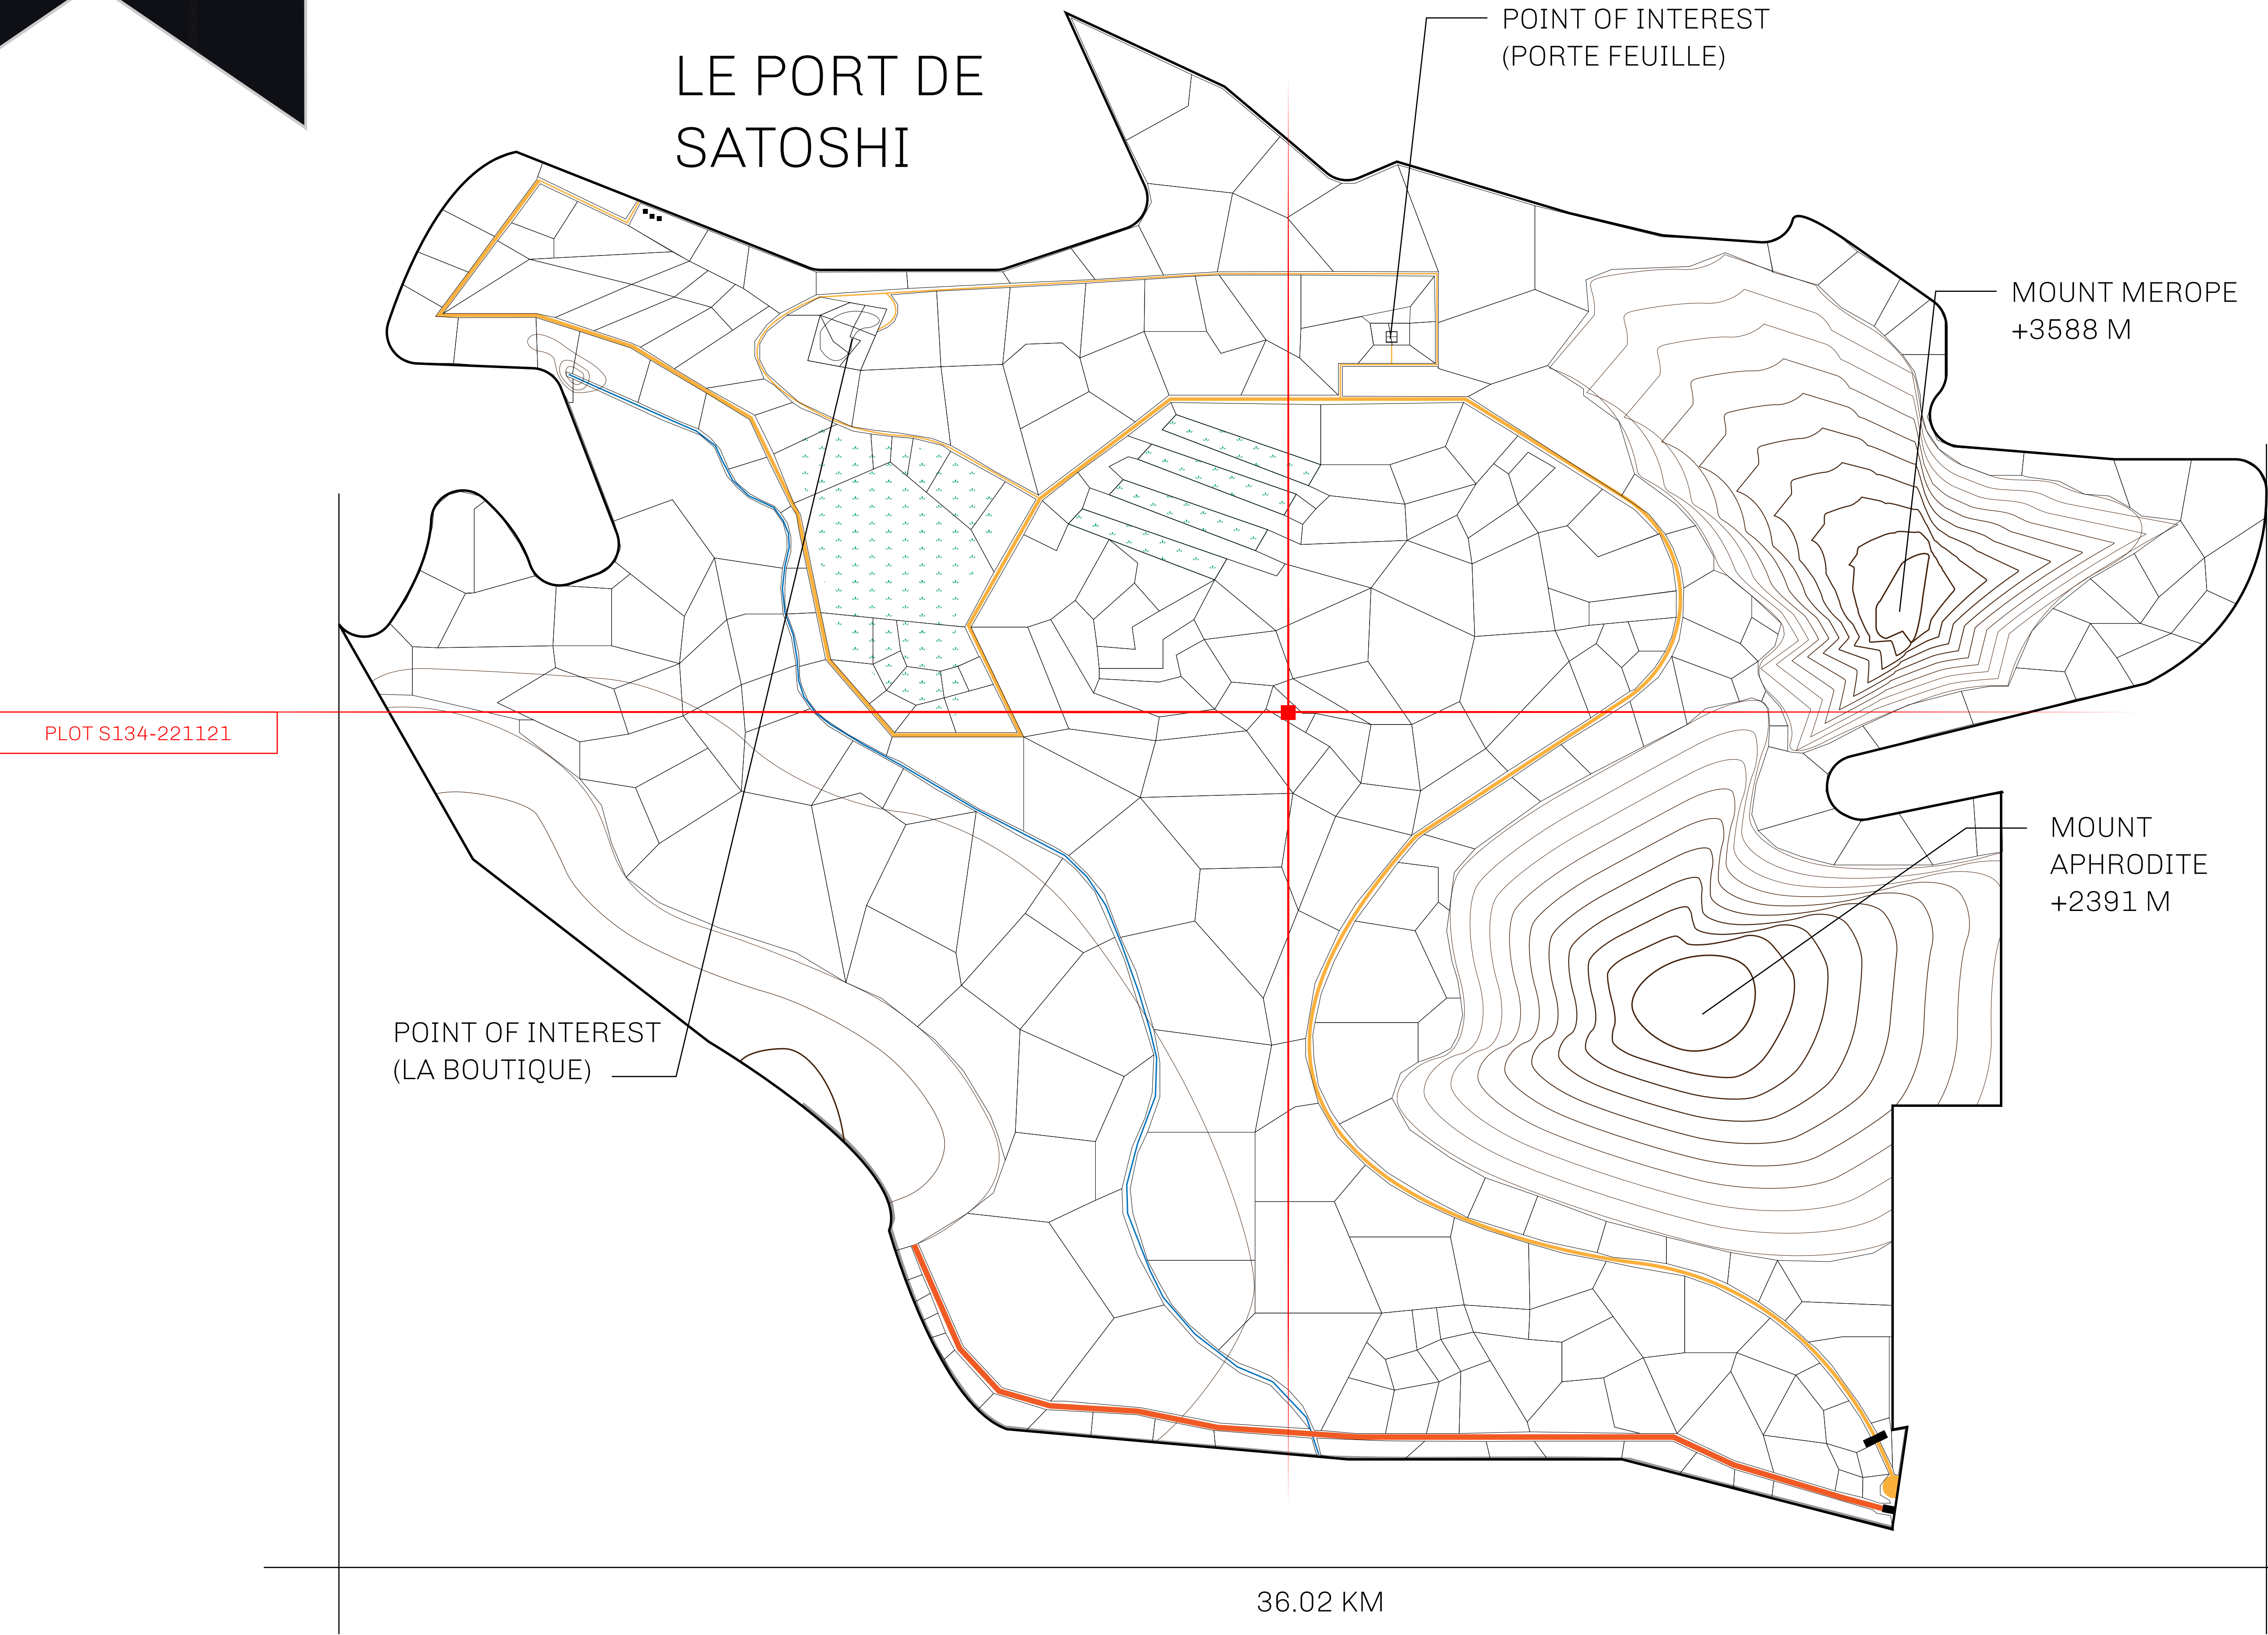 POINT OF INTEREST
(PORTE FEUILLE)
LE PORT DE
SATOSHI
MOUNT MEROPE
+3588 M
PLOT S134-221121
MOUNT
APHRODITE
+2391 M
POINT OF INTEREST
(LA BOUTIQUE)
36.02 KM